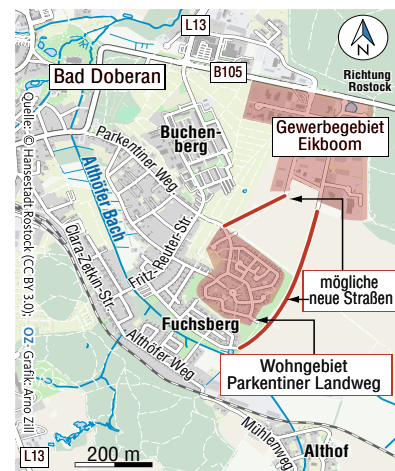 L13
N
Bad Doberan
B105
Richtung
Rostock
Buchen-
berg
Gewerbegebiet
Eikboom
Parkentiner Weg
Althöfer Bach
Fritz-Reuter-Str.
Clara-Zetkin-Str.
mögliche
neue Straßen
Fuchsberg
Althöfer Weg
Wohngebiet
Parkentiner Landweg
Mühlenweg
Althof
L13
200 m
Quelle: © Hansestadt Rostock (CC BY 3.0);
OZ-Grafik: Arno Zill